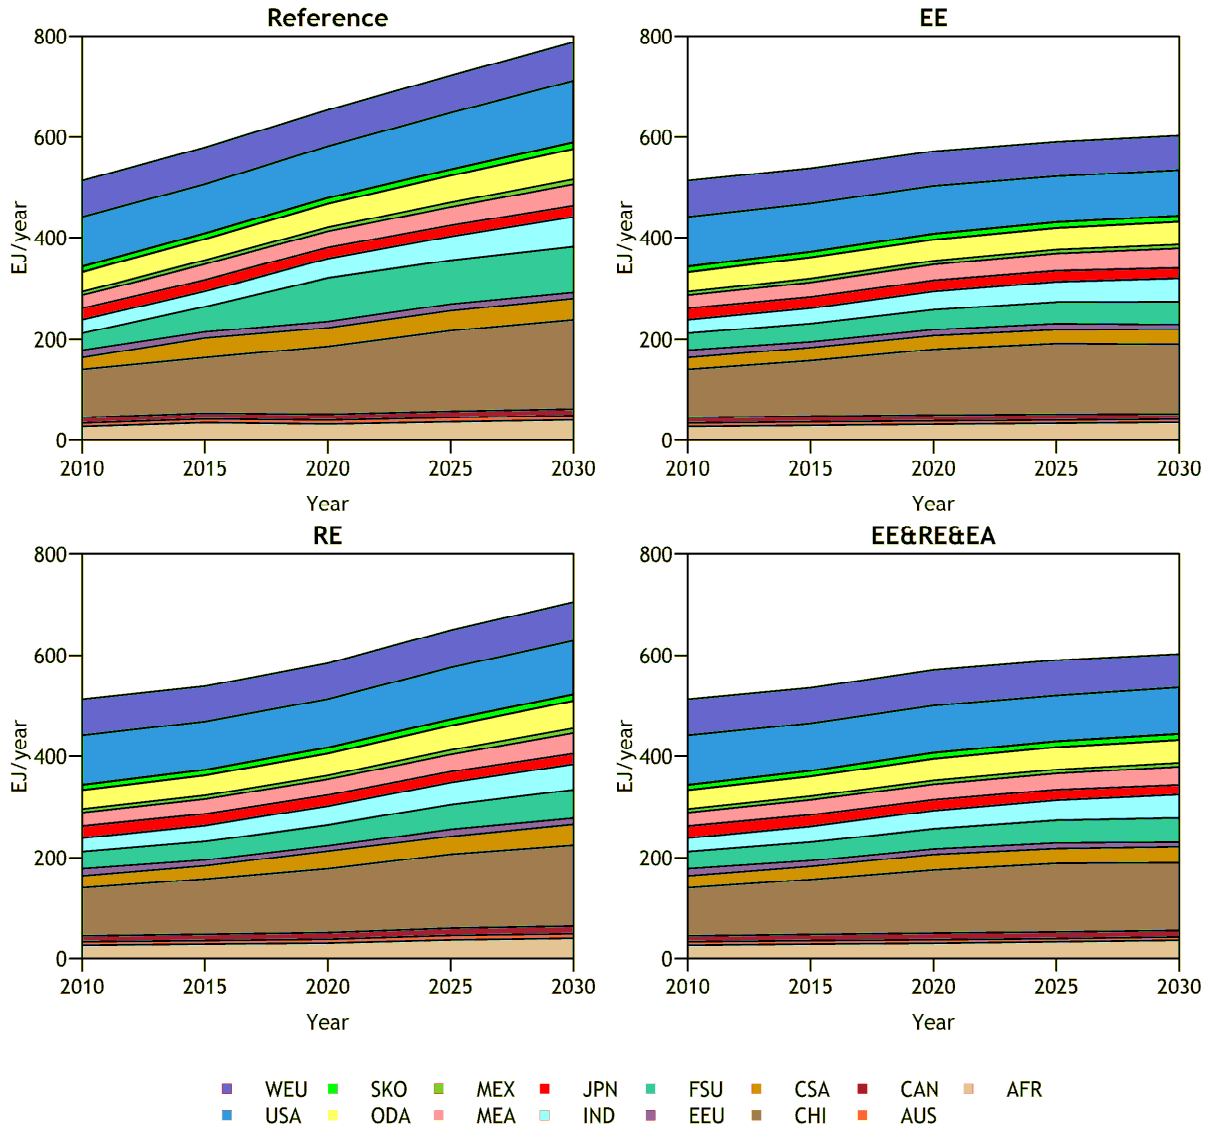 Reference
EE
800
600
400
200
0
EJ/year
2010 2015 2020 2025 2030
Year
800
600
400
200
0
EJ/year
2010 2015 2020 2025 2030
Year
RE
EE&RE&EA
800
600
400
200
0
EJ/year
2010 2015 2020 2025 2030
Year
800
600
400
200
0
EJ/year
2010 2015 2020 2025 2030
Year
WEU SKO MEX JPN FSU CSA CAN AFR
USA ODA MEA IND EEU CHI AUS